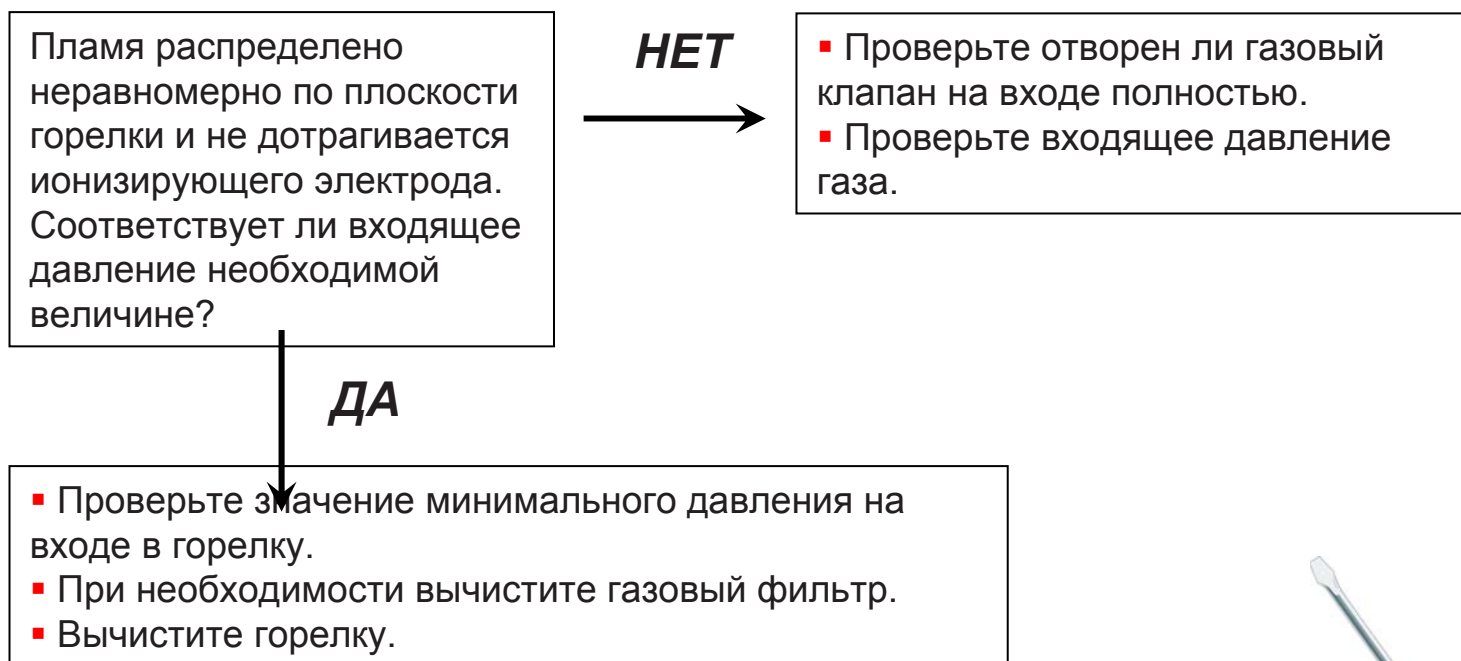 Пламя распределено
неравномерно по плоскости
горелки и не дотрагивается
ионизирующего электрода.
Соответствует ли входящее
давление необходимой
величине?
НЕТ
▪ Проверьте отворен ли газовый
клапан на входе полностью.
▪ Проверьте входящее давление
газа.
ДА
▪ Проверьте значение минимального давления на
входе в горелку.
▪ При необходимости вычистите газовый фильтр.
▪ Вычистите горелку.